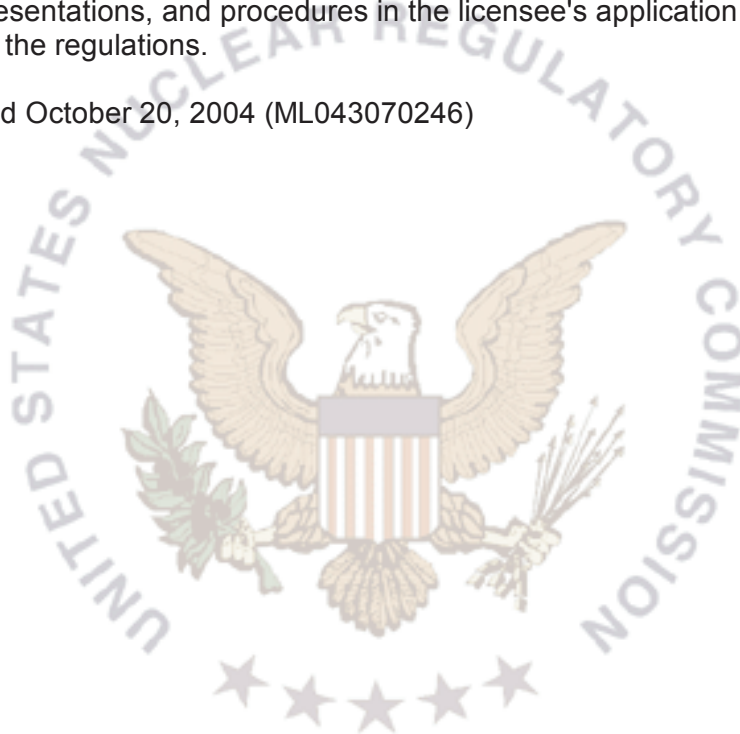 esentations, and procedures in the licensee's application
the regulations.
d October 20, 2004 (ML043070246)
UNITED STATES NUCLEAR REGULATORY COMMISSION